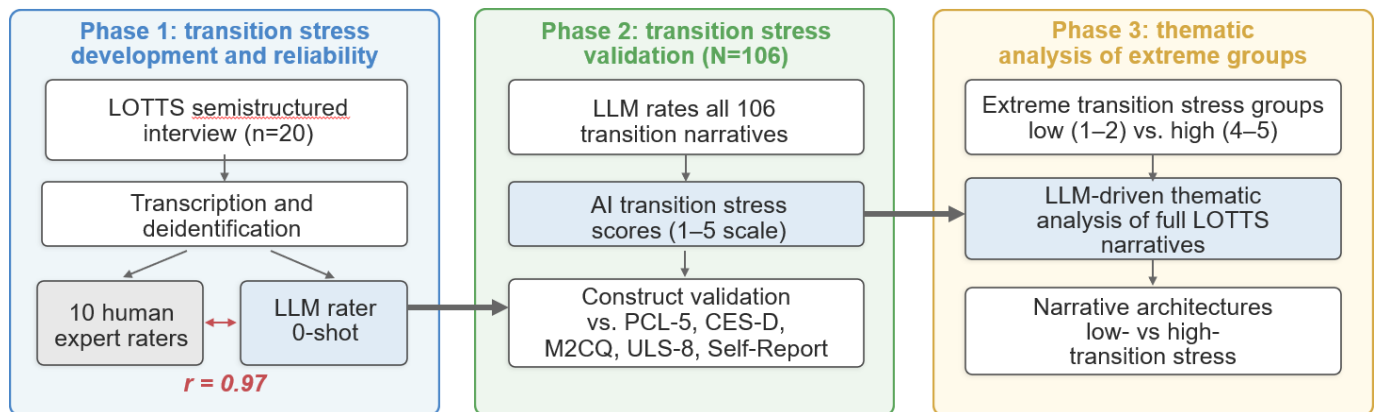 Phase 1: transition stress
development and reliability
LOTTS semistructured
interview (n=20)
Transcription and
deidentification
10 human
expert raters
LLM rater
0-shot
r = 0.97
Phase 2: transition stress
validation (N=106)
LLM rates all 106
transition narratives
AI transition stress
scores (1–5 scale)
Construct validation
vs. PCL-5, CES-D,
M2CQ, ULS-8, Self-Report
Phase 3: thematic
analysis of extreme groups
Extreme transition stress groups
low (1–2) vs. high (4–5)
LLM-driven thematic
analysis of full LOTTS
narratives
Narrative architectures
low- vs high-
transition stress